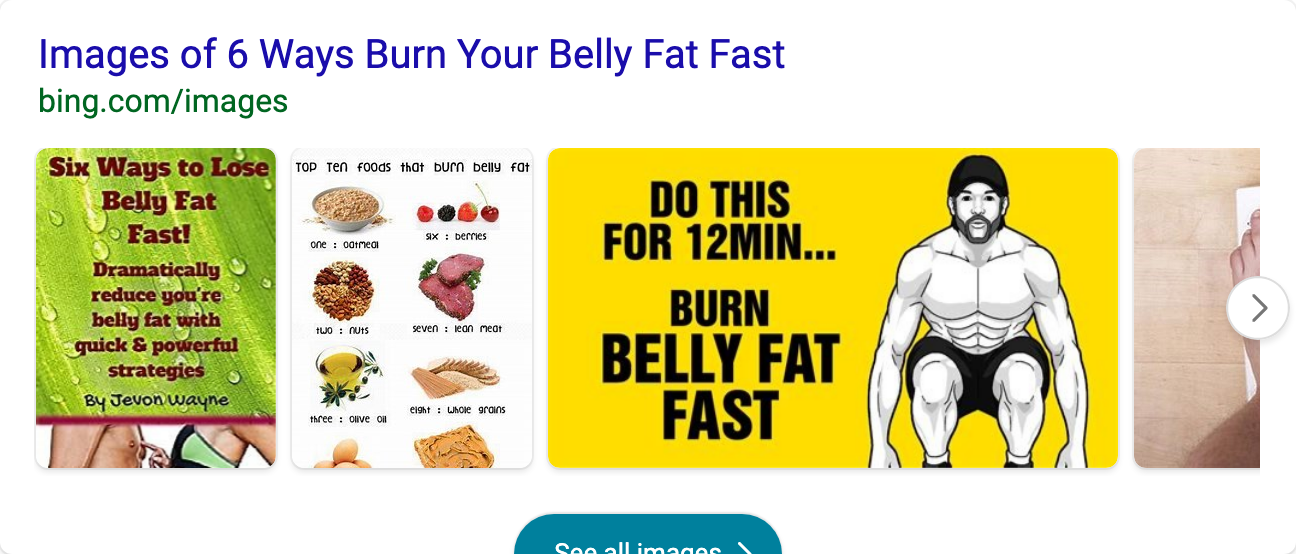 Images of 6 Ways Burn Your Belly Fat Fast
bing.com/images
Six Ways to Lose
Belly Fat
Fast!
Dramatically
reduce you're
belly fat with
quick & powerful
strategies
By Jevon Wayne
TOP TEN foods that burn belly fat
one : oatmeal
six : berries
two : nuts
seven : lean meat
three : olive oil
eight : whole grains
DO THIS
FOR 12MIN...
BURN
BELLY FAT
FAST
See all images